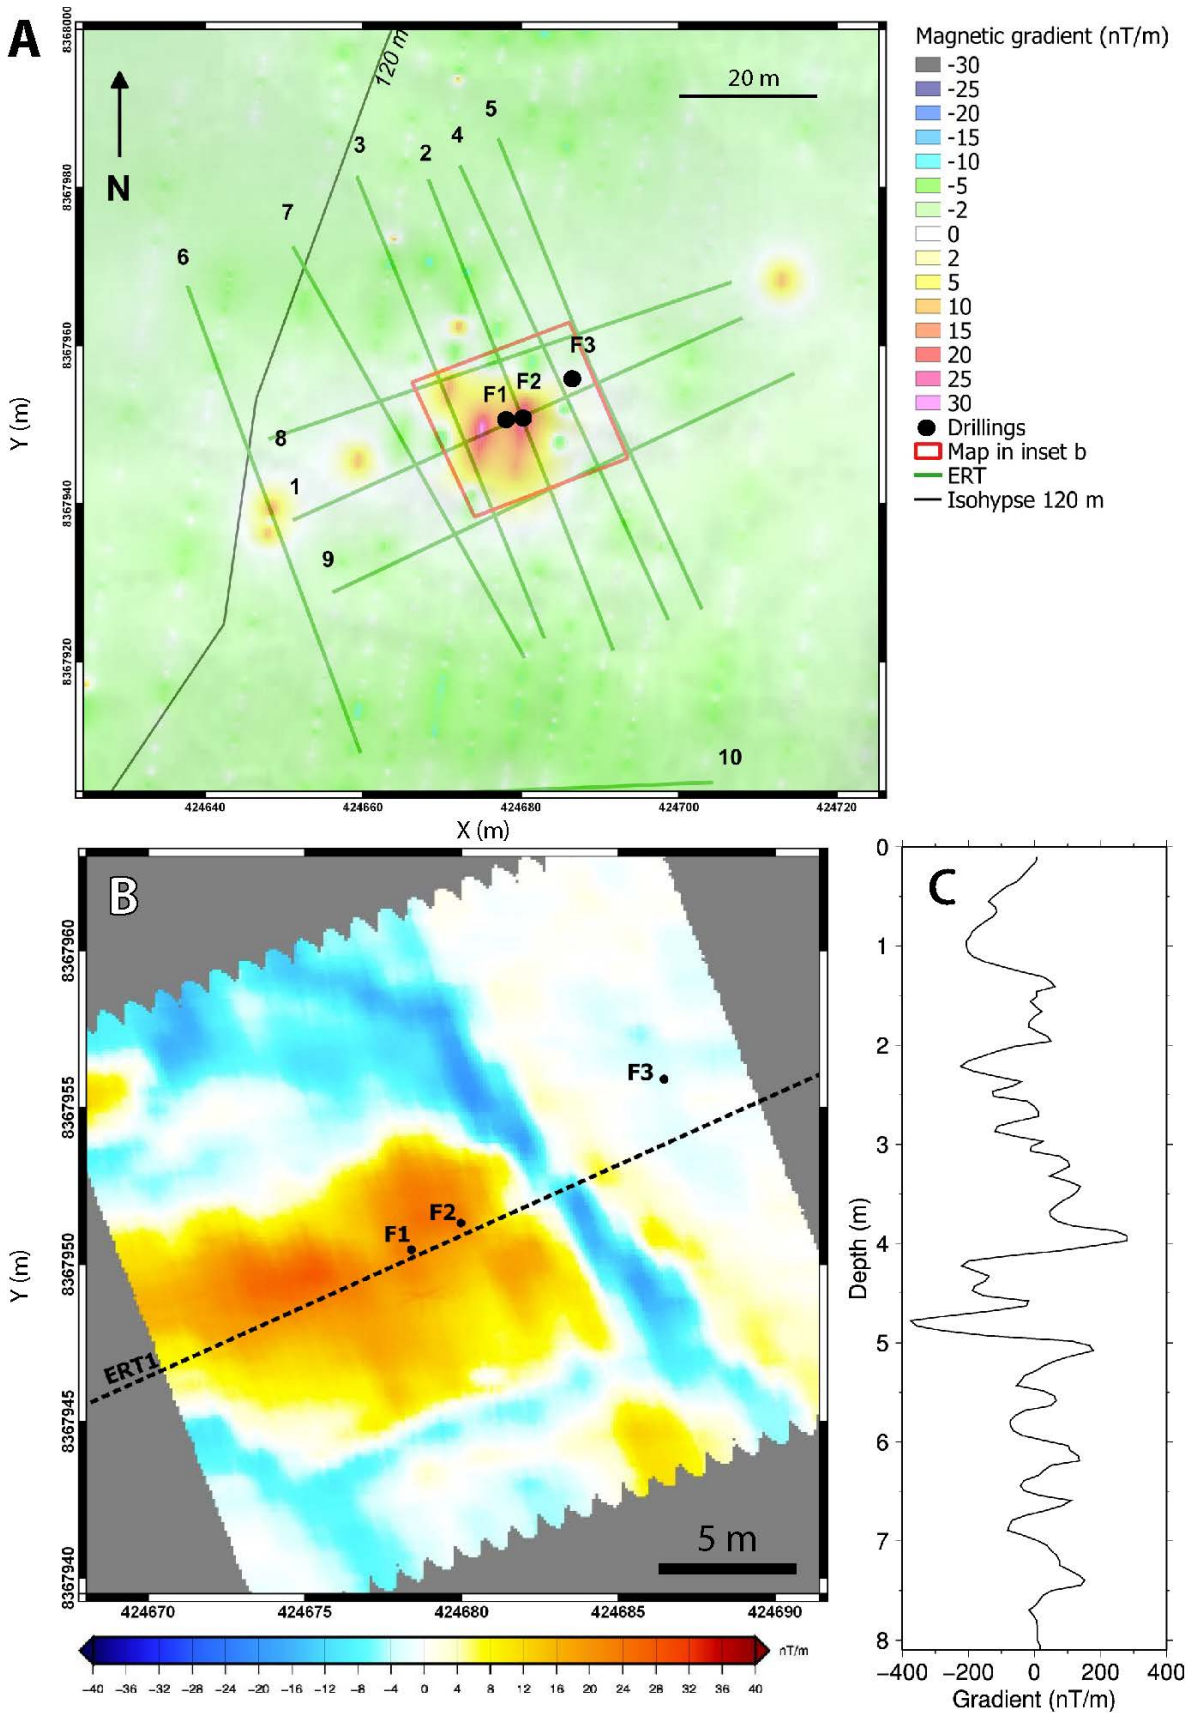 A
8368000
8367980
8367960
8367940
8367920
Y (m)
N
120 m
20 m
5
4
3
2
7
6
F3
F1
F2
8
1
9
10
424640
424660
424680
424700
424720
X (m)
Magnetic gradient (nT/m)
-30
-25
-20
-15
-10
-5
-2
0
2
5
10
15
20
25
30
Drillings
Map in inset b
ERT
Isohypse 120 m
B
8367960
8367955
8367950
8367945
8367940
Y (m)
F3
F2
F1
ERT1
5 m
424670
424675
424680
424685
424690
nT/m
−40 −36 −32 −28 −24 −20 −16 −12 −8 −4 0 4 8 12 16 20 24 28 32 36 40
C
0
1
2
3
4
5
6
7
8
Depth (m)
−400 −200 0 200 400
Gradient (nT/m)